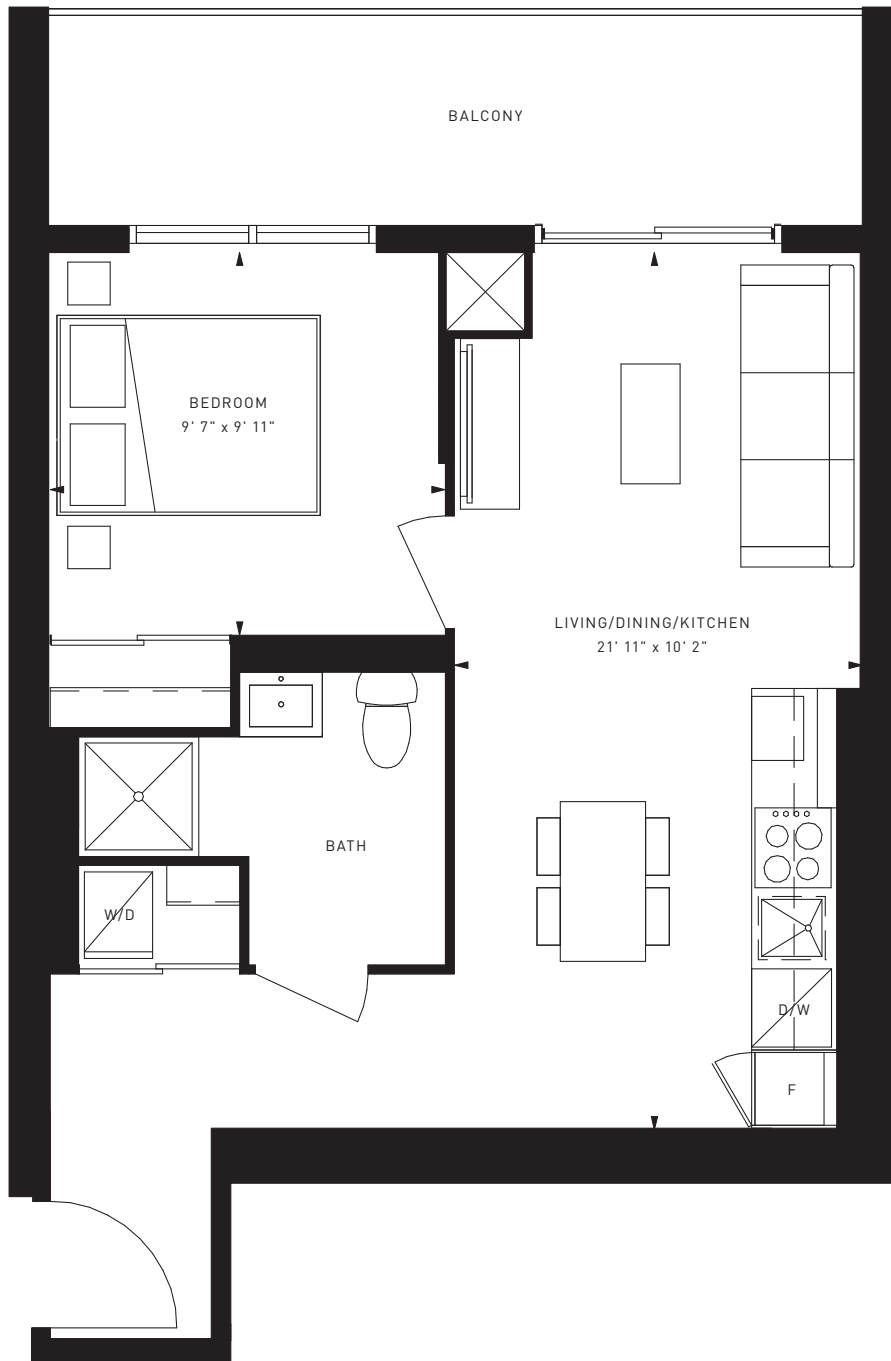 BALCONY
BEDROOM
9' 7" x 9' 11"
LIVING/DINING/KITCHEN
21' 11" x 10' 2"
BATH
W/D
D/W
F